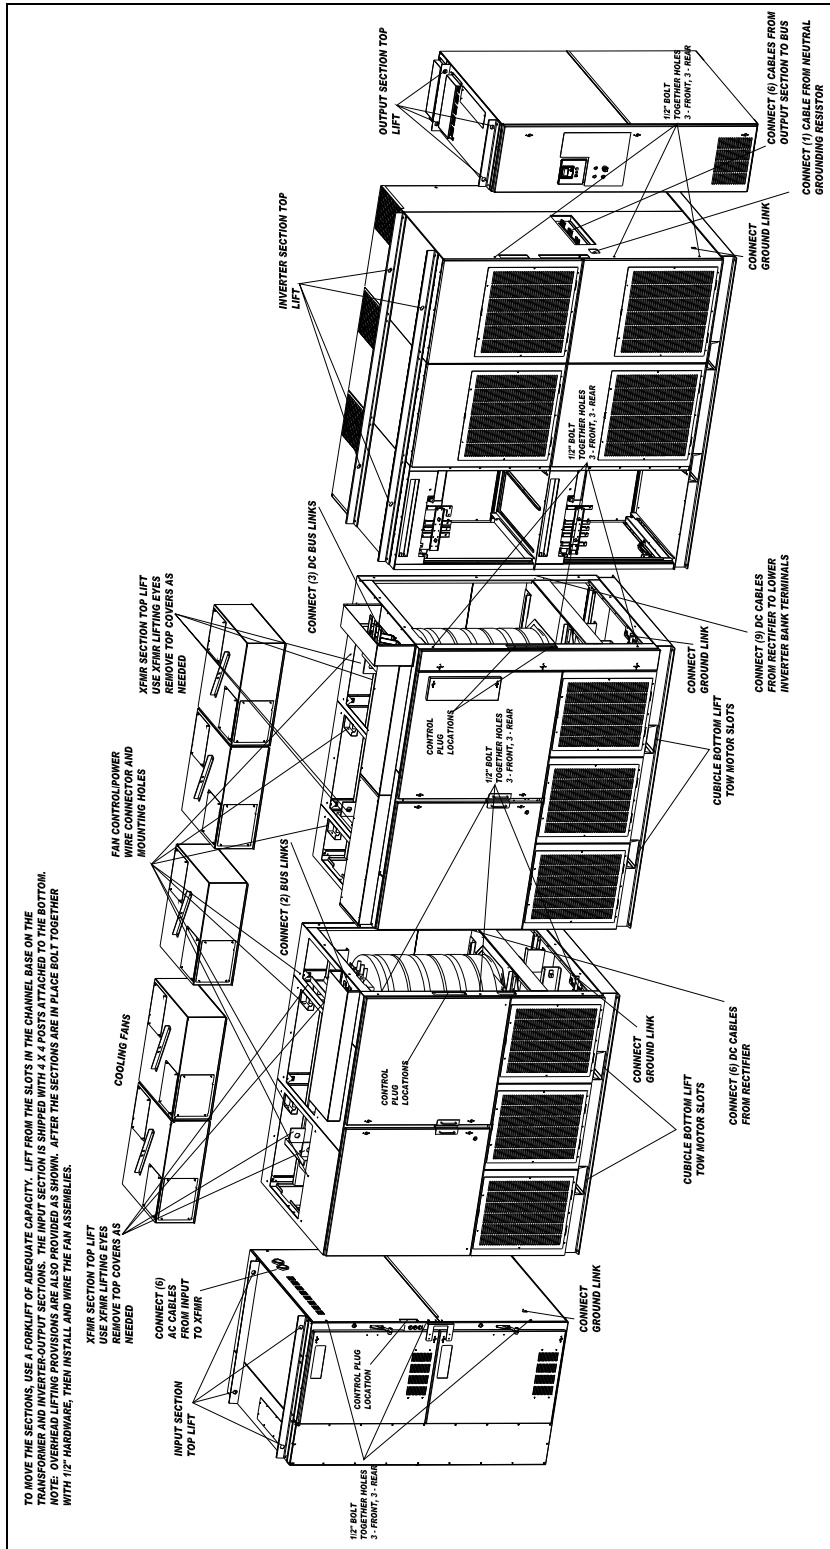 TO MOVE THE SECTIONS, USE A FORKLIFT OF ADEQUATE CAPACITY.  LIFT FROM THE SLOTS IN THE CHANNEL BASE ON THE
TRANSFORMER AND INVERTER-OUTPUT SECTIONS.  THE INPUT SECTION IS SHIPPED WITH 4 X 4 POSTS ATTACHED TO THE BOTTOM.
NOTE:  OVERHEAD LIFTING PROVISIONS ARE ALSO PROVIDED AS SHOWN.  AFTER THE SECTIONS ARE IN PLACE BOLT TOGETHER
WITH 1/2" HARDWARE, THEN INSTALL AND WIRE THE FAN ASSEMBLIES.
XFMR SECTION TOP LIFT
USE XFMR LIFTING EYES
REMOVE TOP COVERS AS
NEEDED
COOLING FANS
FAN CONTROL/POWER
WIRE CONNECTOR AND
MOUNTING HOLES
XFMR SECTION TOP LIFT
USE XFMR LIFTING EYES
REMOVE TOP COVERS AS
NEEDED
INVERTER SECTION TOP
LIFT
OUTPUT SECTION TOP
LIFT
INPUT SECTION
TOP LIFT
CONNECT (6)
AC CABLES
FROM INPUT
TO XFMR
CONNECT (2) BUS LINKS
CONNECT (3) DC BUS LINKS
CONTROL PLUG
LOCATION
CONTROL
PLUG
LOCATIONS
CONTROL
PLUG
LOCATIONS
1/2" BOLT
TOGETHER HOLES
3 - FRONT, 3 - REAR
1/2" BOLT
TOGETHER HOLES
3 - FRONT, 3 - REAR
1/2" BOLT
TOGETHER HOLES
3 - FRONT, 3 - REAR
1/2" BOLT
TOGETHER HOLES
3 - FRONT, 3 - REAR
CONNECT
GROUND LINK
CONNECT
GROUND LINK
CONNECT
GROUND LINK
CONNECT
GROUND LINK
CUBICLE BOTTOM LIFT
TOW MOTOR SLOTS
CONNECT (6) DC CABLES
FROM RECTIFIER
CUBICLE BOTTOM LIFT
TOW MOTOR SLOTS
CONNECT (9) DC CABLES
FROM RECTIFIER TO LOWER
INVERTER BANK TERMINALS
CONNECT (6) CABLES FROM
OUTPUT SECTION TO BUS
CONNECT (1) CABLE FROM NEUTRAL
GROUNDING RESISTOR